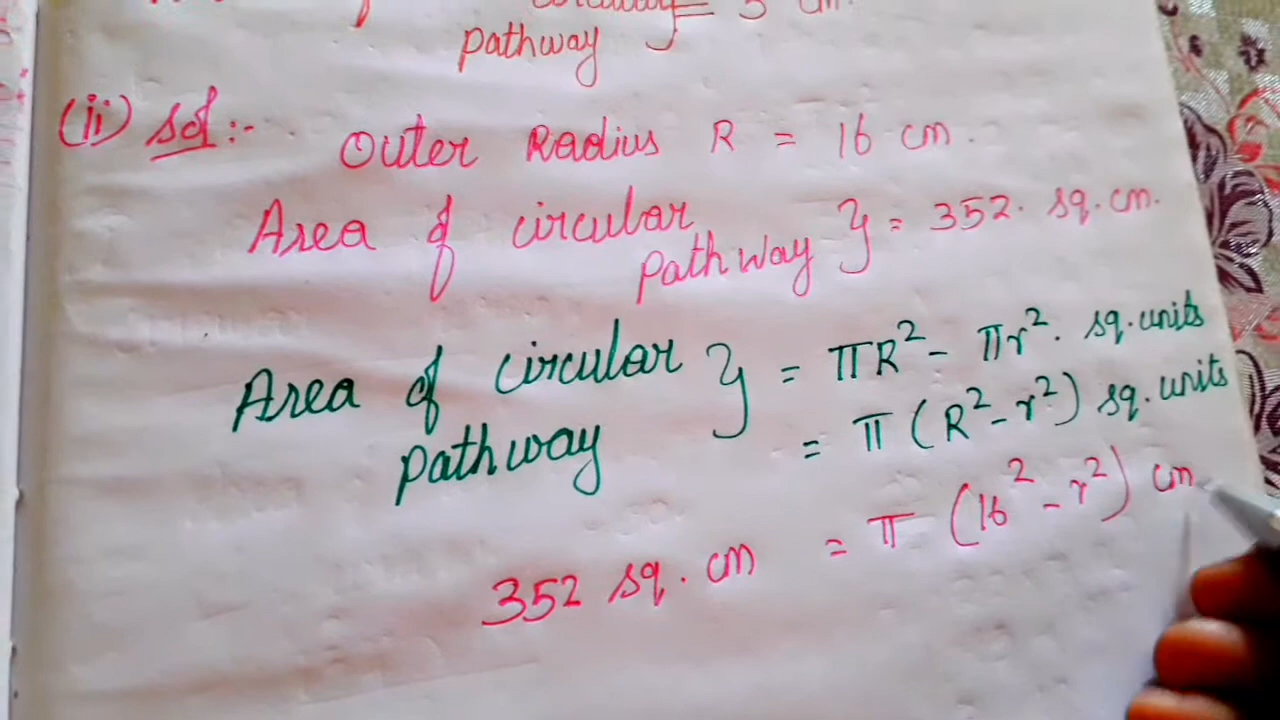 pathway }
(ii) Sol :- Outer Radius R = 16 cm.
Area of circular
pathway } = 352. sq. cm.
Area of circular } = πR² - πr². sq. units
pathway = π (R² - r²) sq. units
352 sq. cm = π (16² - r²) cm